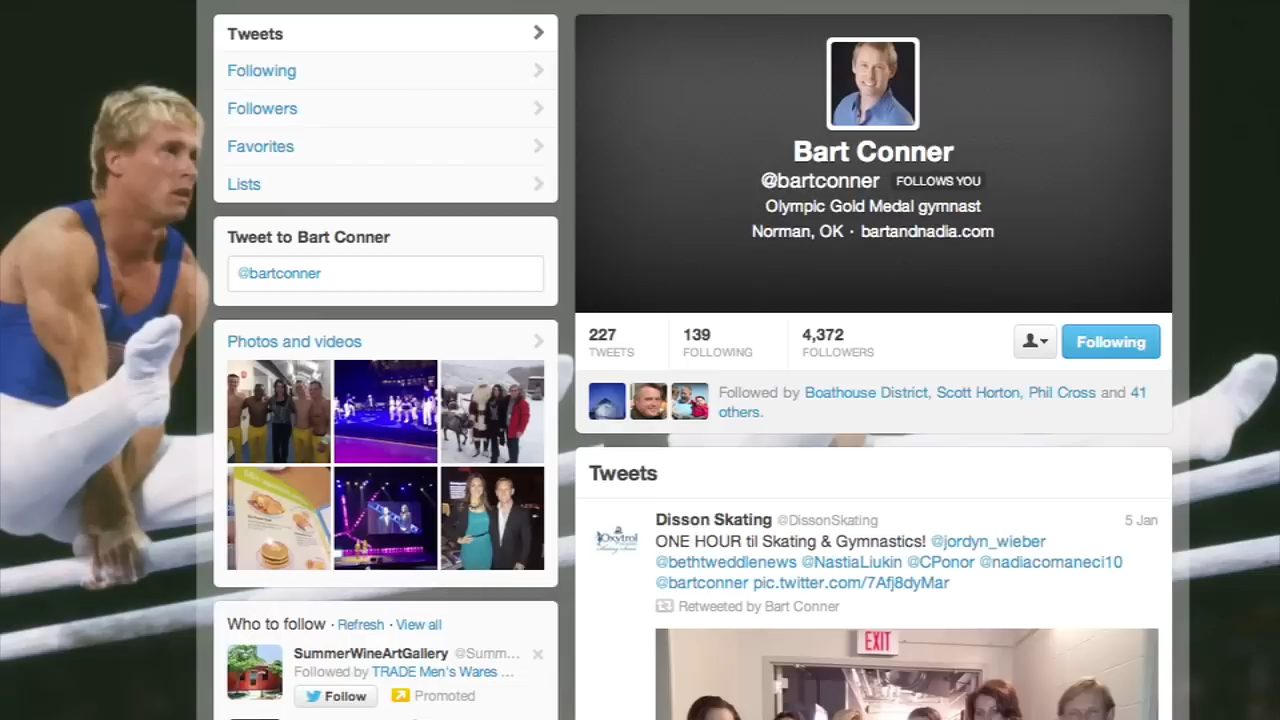 Tweets
Following
Followers
Favorites
Lists
Tweet to Bart Conner
@bartconner
Photos and videos
Who to follow · Refresh · View all
SummerWineArtGallery @Summ...
Followed by TRADE Men's Wares ...
Follow
Promoted
Bart Conner
@bartconner FOLLOWS YOU
Olympic Gold Medal gymnast
Norman, OK · bartandnadia.com
227
TWEETS
139
FOLLOWING
4,372
FOLLOWERS
Following
Followed by Boathouse District, Scott Horton, Phil Cross and 41
others.
Tweets
Disson Skating @DissonSkating 5 Jan
ONE HOUR til Skating & Gymnastics! @jordyn_wieber
@bethtweddlenews @NastiaLiukin @CPonor @nadiacomaneci10
@bartconner pic.twitter.com/7Afj8dyMar
Retweeted by Bart Conner
Oxytrol
EXIT